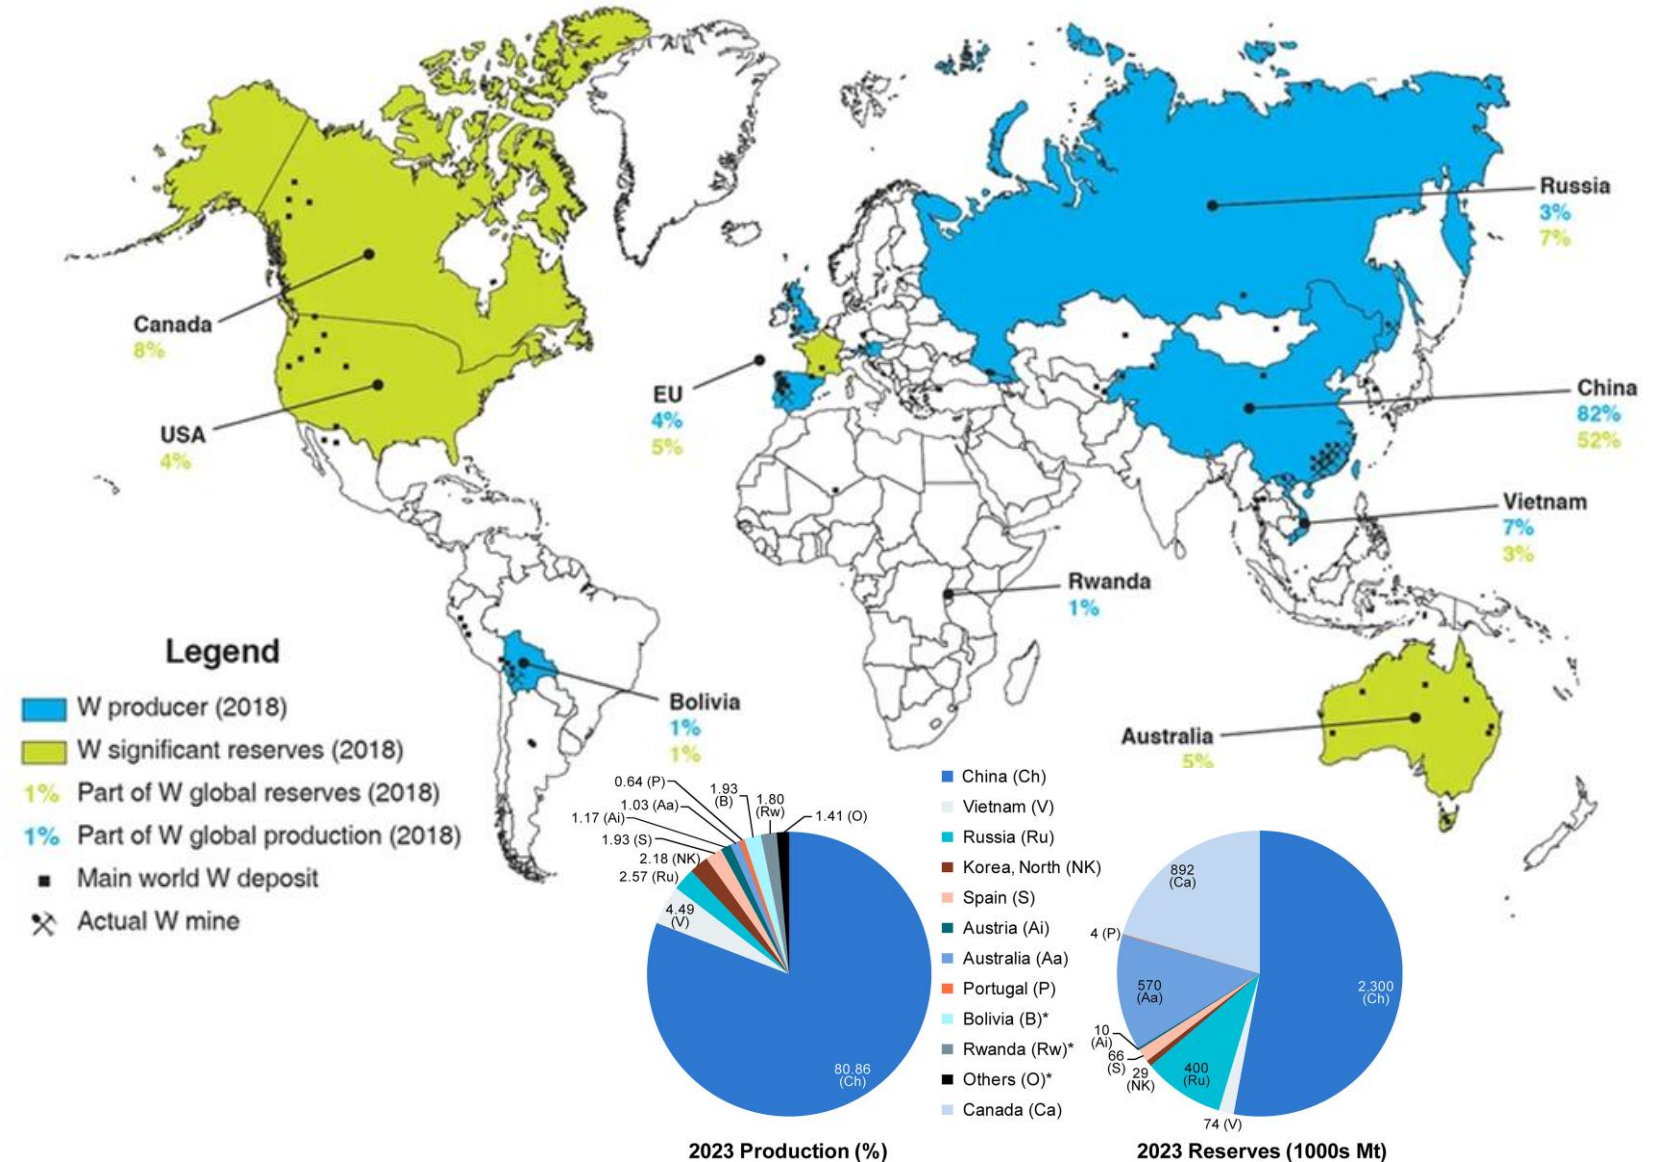 Canada
8%
USA
4%
EU
4%
5%
Russia
3%
7%
China
82%
52%
Vietnam
7%
3%
Rwanda
1%
Bolivia
1%
1%
Australia
5%
Legend
W producer (2018)
W significant reserves (2018)
1% Part of W global reserves (2018)
1% Part of W global production (2018)
Main world W deposit
Actual W mine
0.64 (P)
1.03 (Aa)
1.17 (Ai)
1.93 (S)
2.18 (NK)
2.57 (Ru)
4.49
(V)
1.93
(B)
1.80
(Rw)
1.41 (O)
80.86
(Ch)
2023 Production (%)
China (Ch)
Vietnam (V)
Russia (Ru)
Korea, North (NK)
Spain (S)
Austria (Ai)
Australia (Aa)
Portugal (P)
Bolivia (B)*
Rwanda (Rw)*
Others (O)*
Canada (Ca)
892
(Ca)
4 (P)
570
(Aa)
10
(Ai)
66
(S)
29
(NK)
400
(Ru)
74 (V)
2,300
(Ch)
2023 Reserves (1000s Mt)